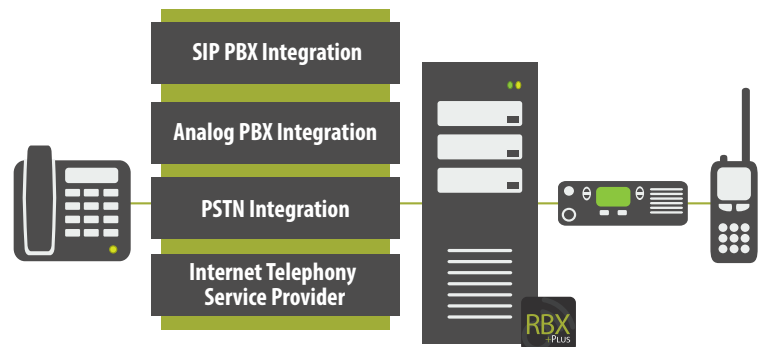 SIP PBX Integration
Analog PBX Integration
PSTN Integration
Internet Telephony
Service Provider
RBX
+PLUS